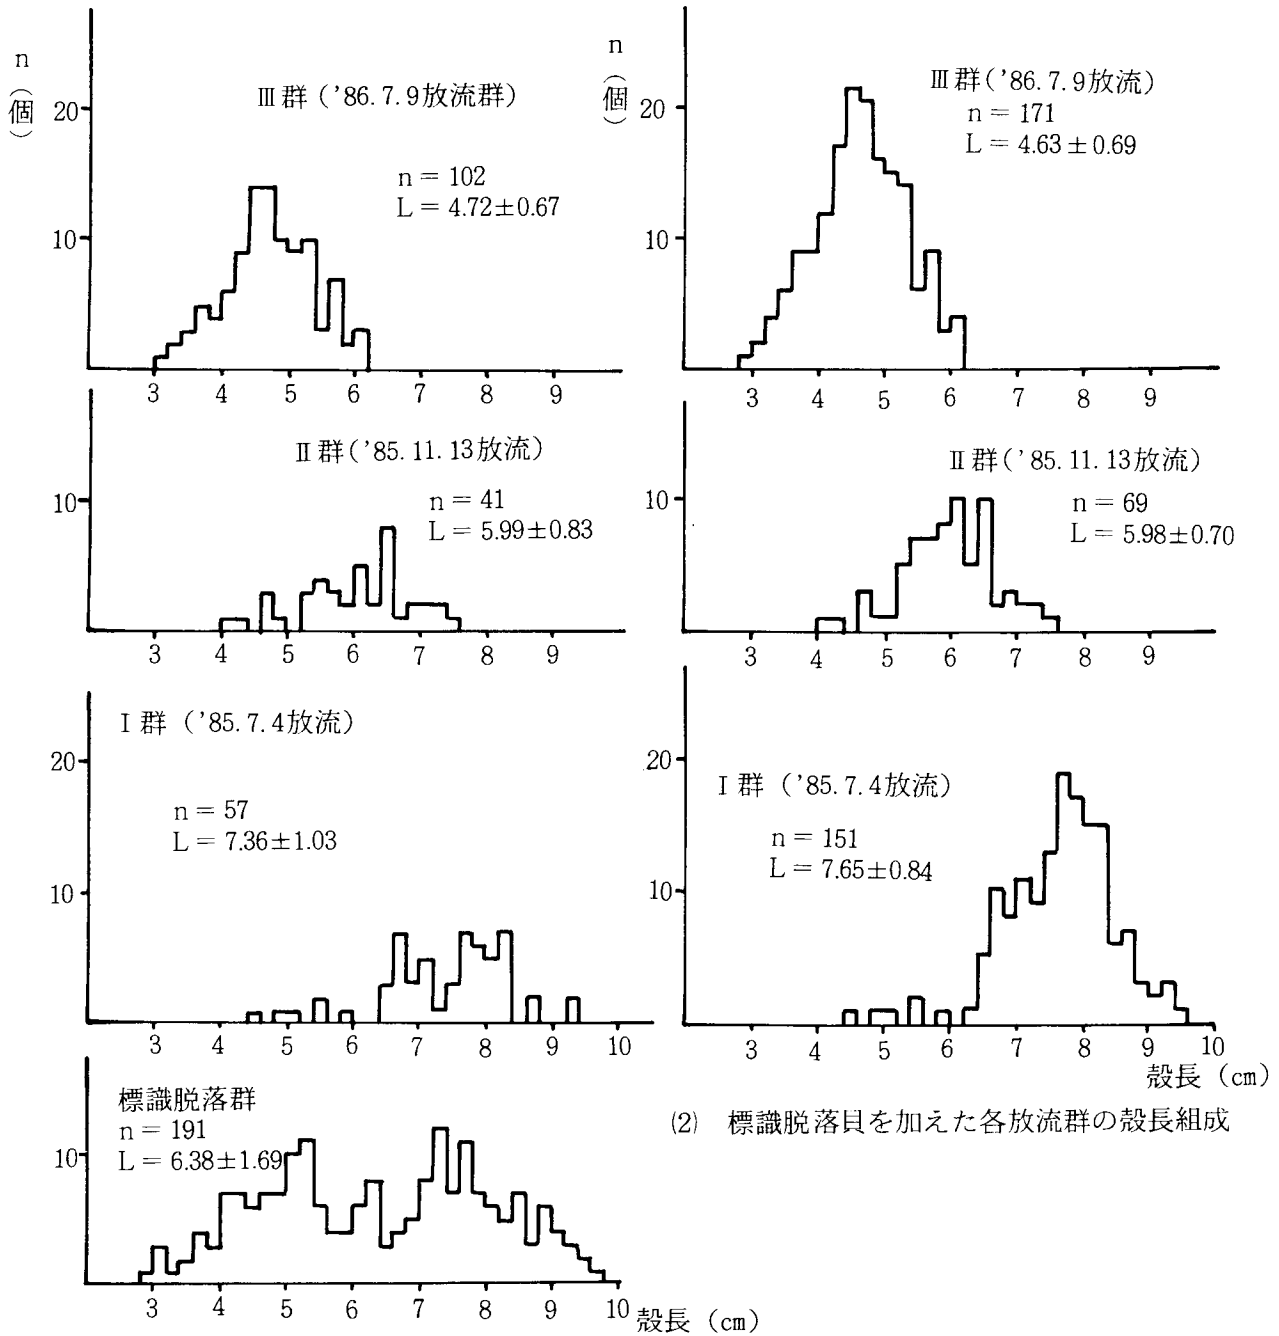 n
(個)
20
10
Ⅲ群('86.7.9放流群)
n = 102
L = 4.72±0.67
3 4 5 6 7 8 9
10
Ⅱ群('85.11.13放流)
n = 41
L = 5.99±0.83
3 4 5 6 7 8 9
20
10
Ⅰ群('85.7.4放流)
n = 57
L = 7.36±1.03
3 4 5 6 7 8 9 10
10
標識脱落群
n = 191
L = 6.38±1.69
3 4 5 6 7 8 9 10
殻長(cm)
n
(個)
20
10
Ⅲ群('86.7.9放流)
n = 171
L = 4.63±0.69
3 4 5 6 7 8 9
10
Ⅱ群('85.11.13放流)
n = 69
L = 5.98±0.70
3 4 5 6 7 8 9
20
10
Ⅰ群('85.7.4放流)
n = 151
L = 7.65±0.84
3 4 5 6 7 8 9 10
殻長(cm)
(2) 標識脱落貝を加えた各放流群の殻長組成